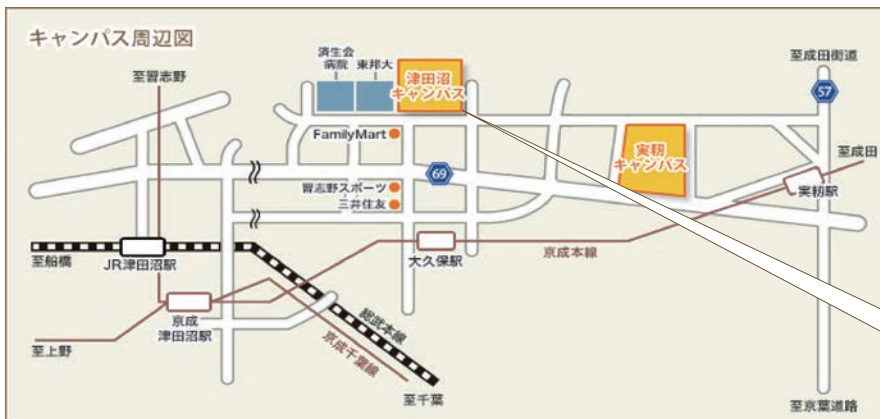 キャンパス周辺図
至習志野
済生会
病院
東邦大
津田沼
キャンパス
至成田街道
57
FamilyMart
実籾
キャンパス
至成田
69
習志野スポーツ
三井住友
実籾駅
至船橋
JR津田沼駅
大久保駅
京成本線
京成
津田沼駅
総武本線
京成千葉線
至上野
至千葉
至京葉道路